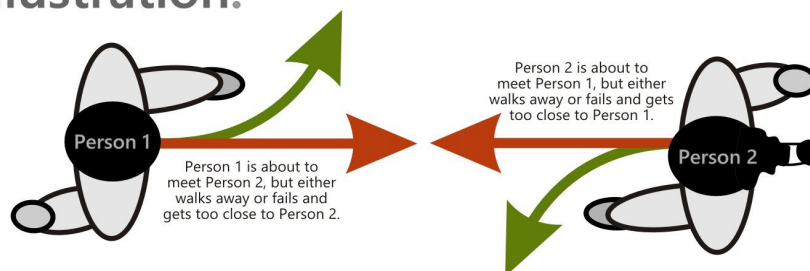 llustration:
Person 1
Person 1 is about to
meet Person 2, but either
walks away or fails and
gets too close to Person 2.
Person 2 is about to
meet Person 1, but either
walks away or fails and gets
too close to Person 1.
Person 2